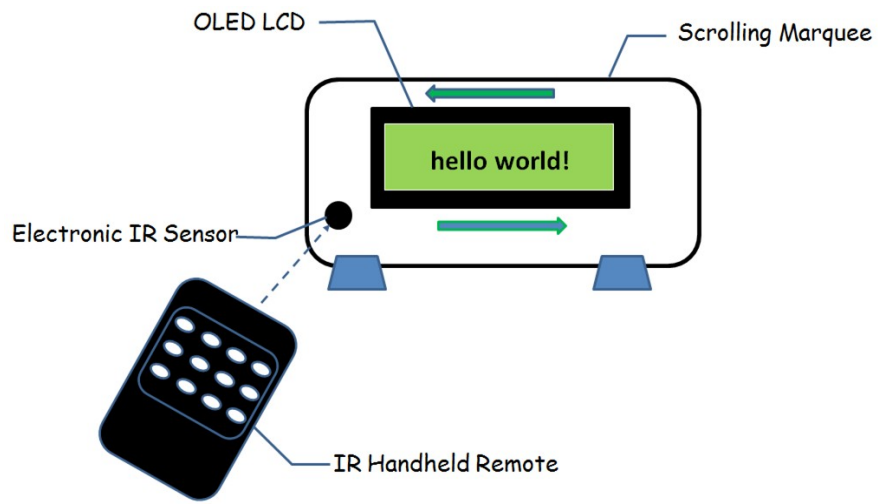 OLED LCD
Scrolling Marquee
hello world!
Electronic IR Sensor
IR Handheld Remote